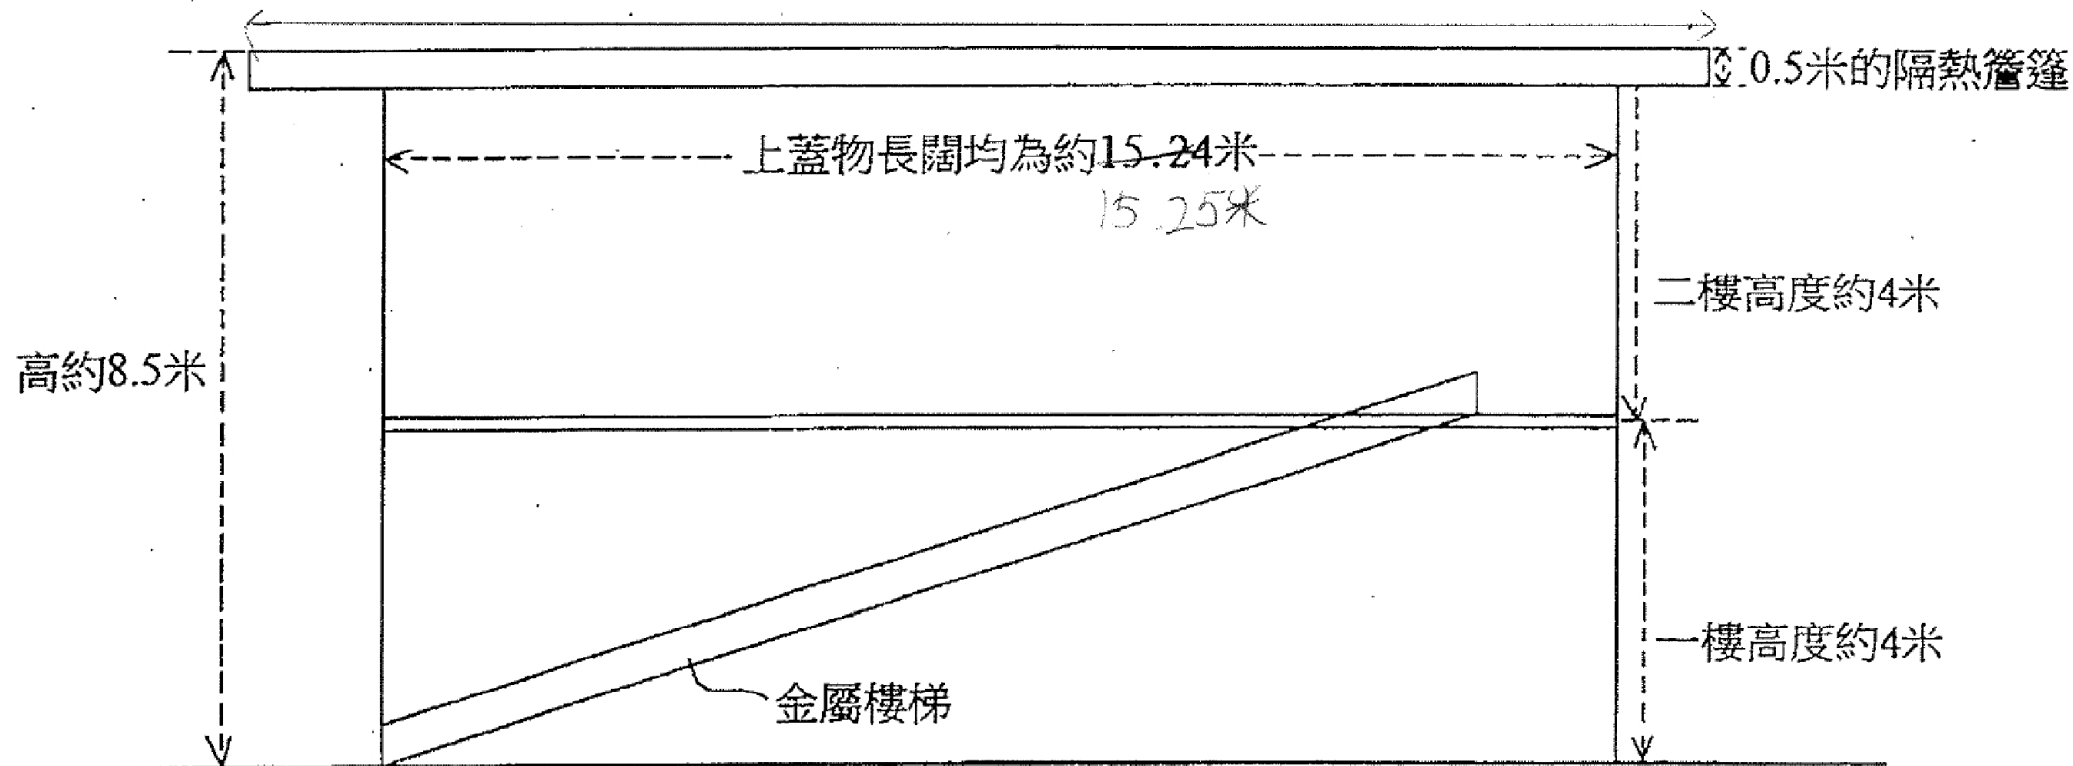 0.5米的隔熱簷篷
上蓋物長闊均為約15.24米
15.25米
二樓高度約4米
高約8.5米
一樓高度約4米
金屬樓梯